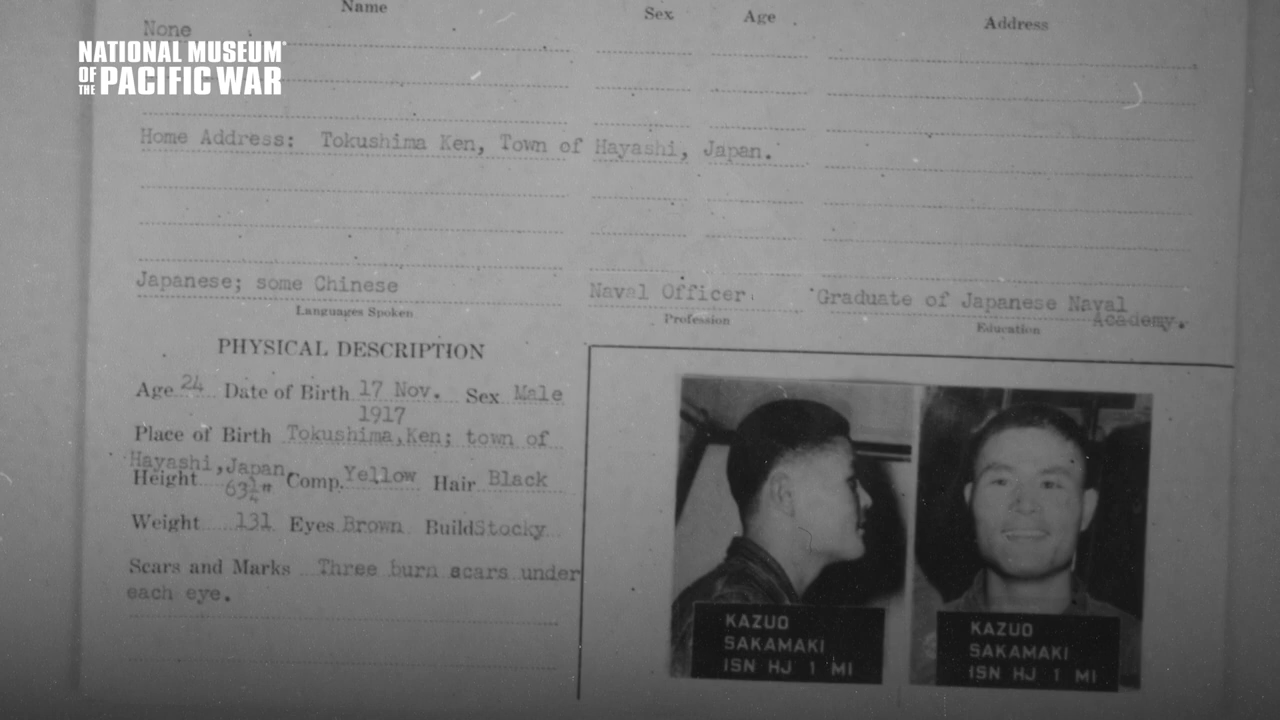 Name Sex Age Address
None
NATIONAL MUSEUM
OF THE PACIFIC WAR
Home Address: Tokushima Ken, Town of Hayashi, Japan.
Japanese; some Chinese Naval Officer. Graduate of Japanese Naval
Academy.
Languages Spoken Profession Education
PHYSICAL DESCRIPTION
Age 24 Date of Birth 17 Nov. Sex Male
1917
Place of Birth Tokushima,Ken; town of
Hayashi,Japan.
Height 63¼" Comp. Yellow Hair Black
Weight 131 Eyes Brown Build Stocky
Scars and Marks Three burn scars under
each eye.
KAZUO
SAKAMAKI
ISN HJ 1 MI
KAZUO
SAKAMAKI
ISN HJ 1 MI